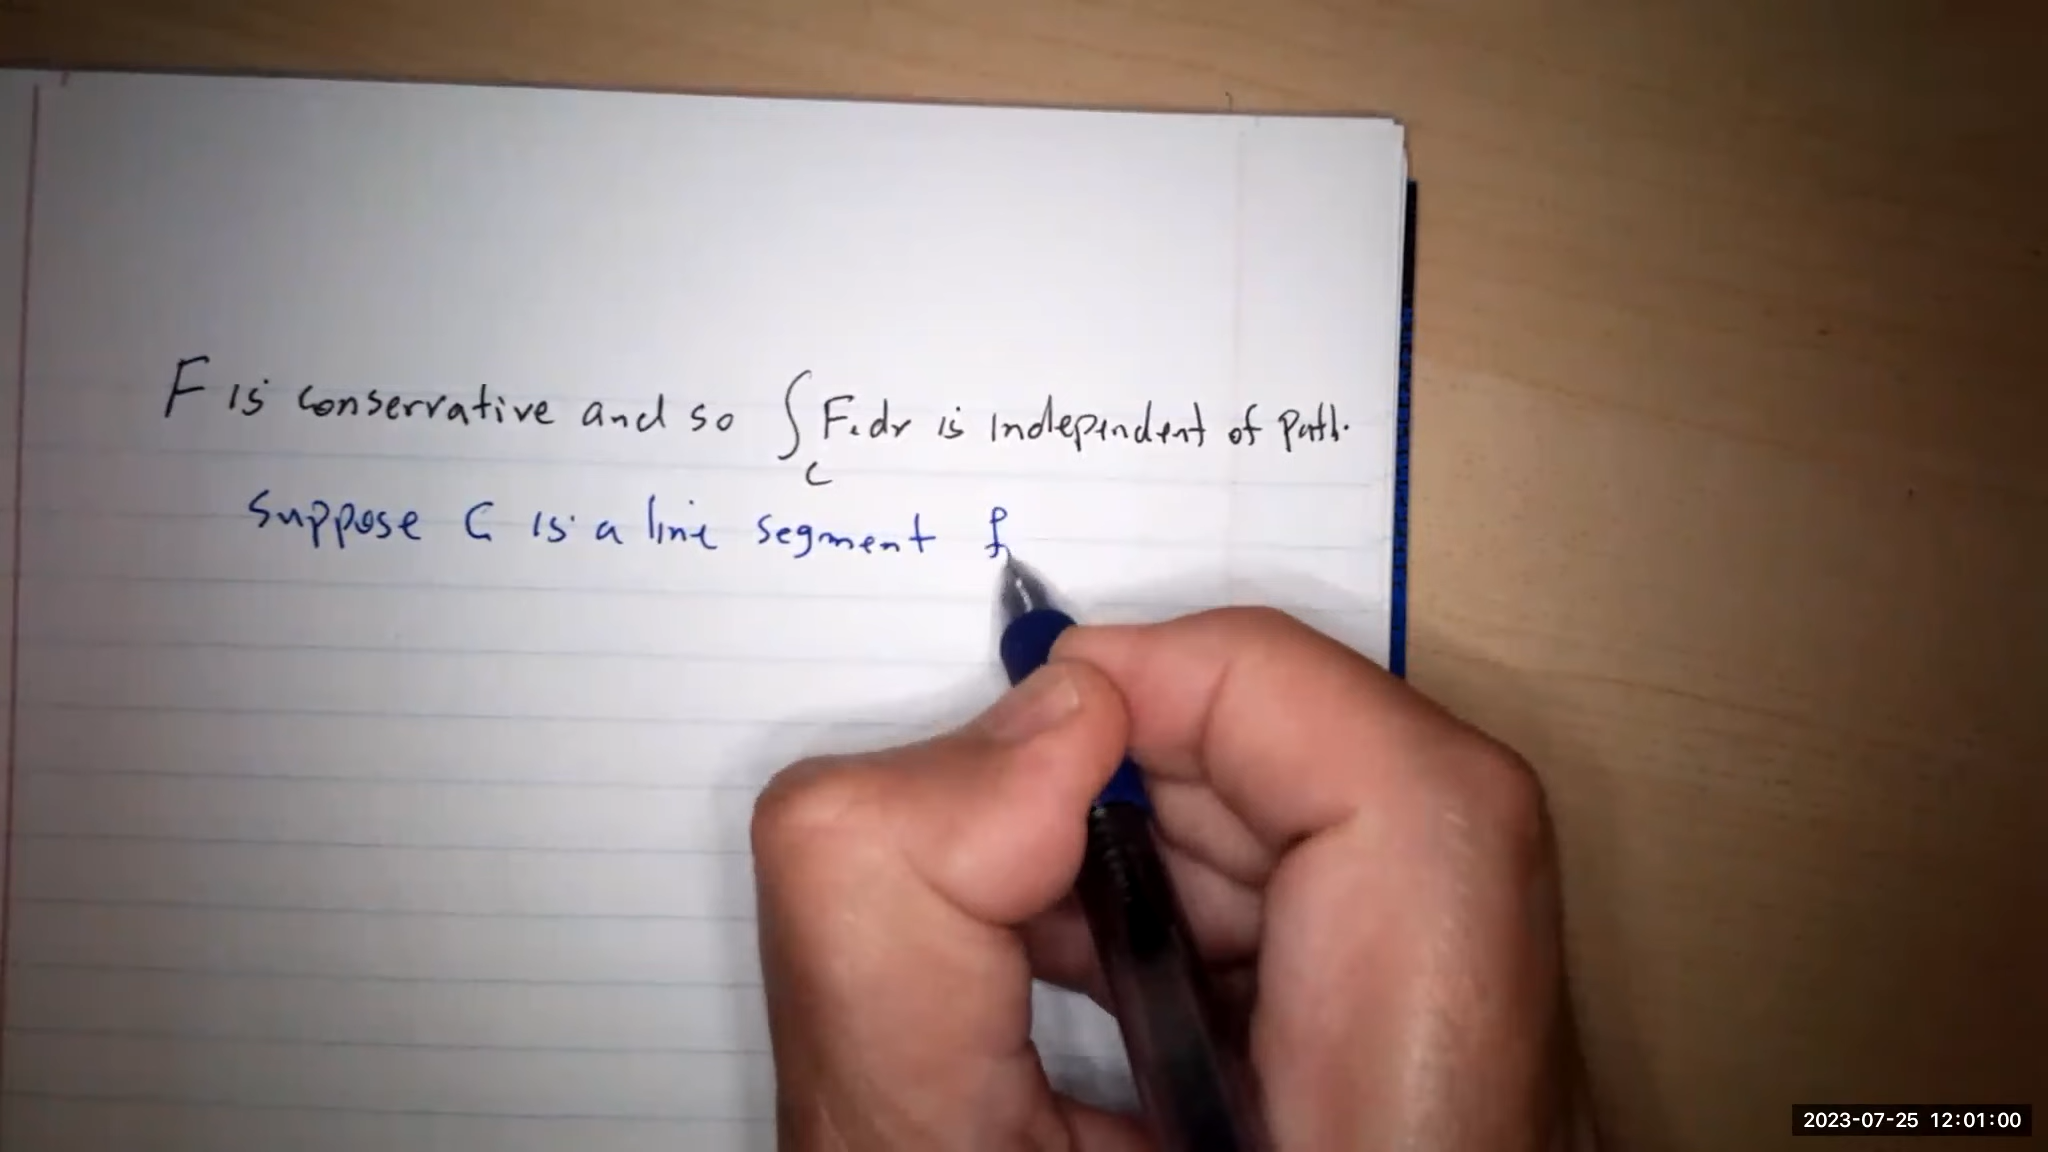 F is conservative and so ∫_C F.dr is independent of path.
Suppose C is a line segment f
2023-07-25 12:01:00